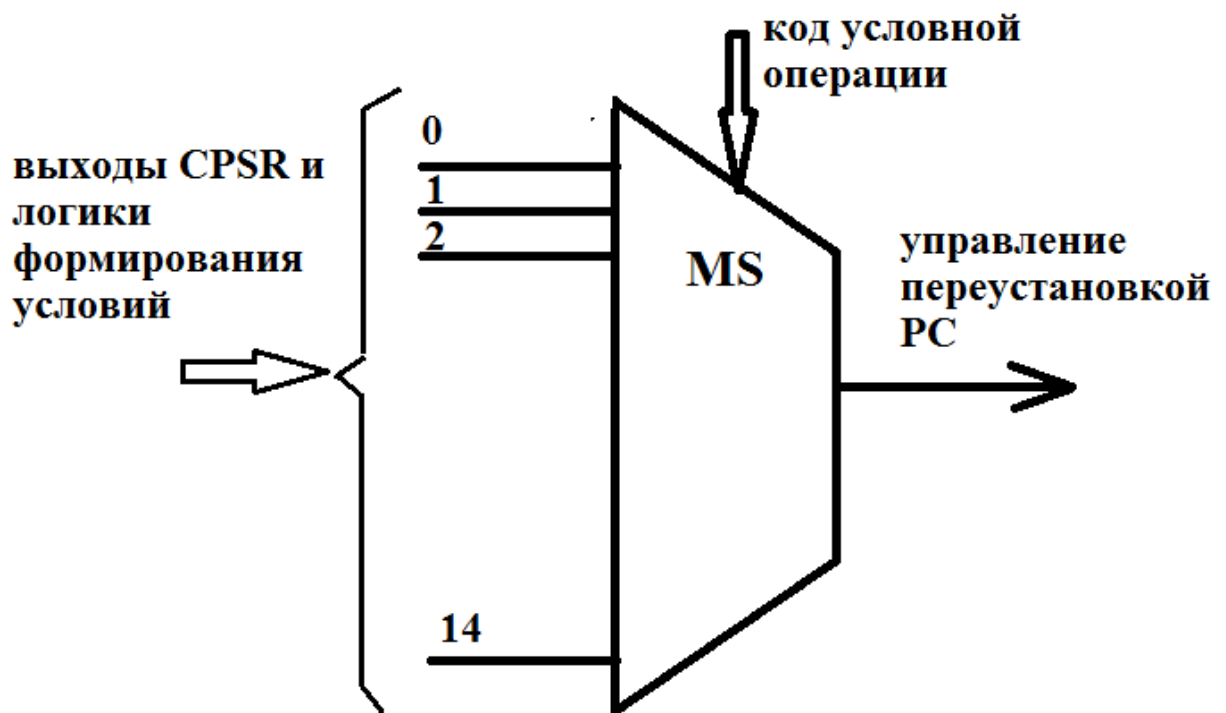 код условной
операции
выходы CPSR и
логики
формирования
условий
0
1
2
MS
управление
переустановкой
PC
14